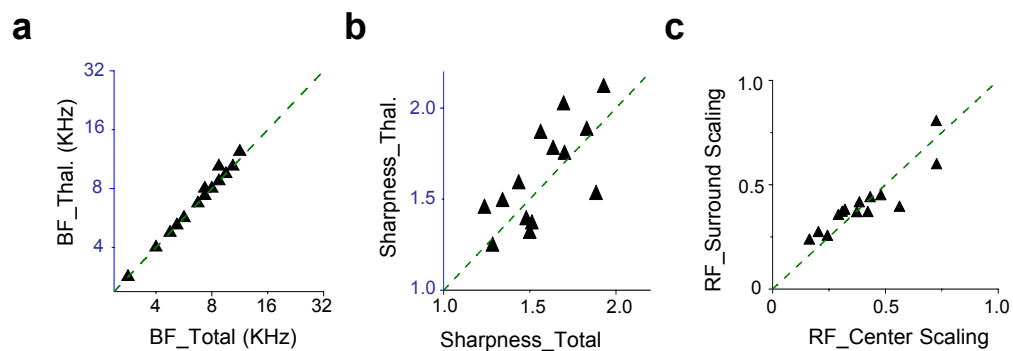 a
BF_Thal. (KHz)
32
16
8
4
4 8 16 32
BF_Total (KHz)
b
Sharpness_Thal.
2.0
1.5
1.0
1.0 1.5 2.0
Sharpness_Total
c
RF_Surround Scaling
1.0
0.5
0
0 0.5 1.0
RF_Center Scaling